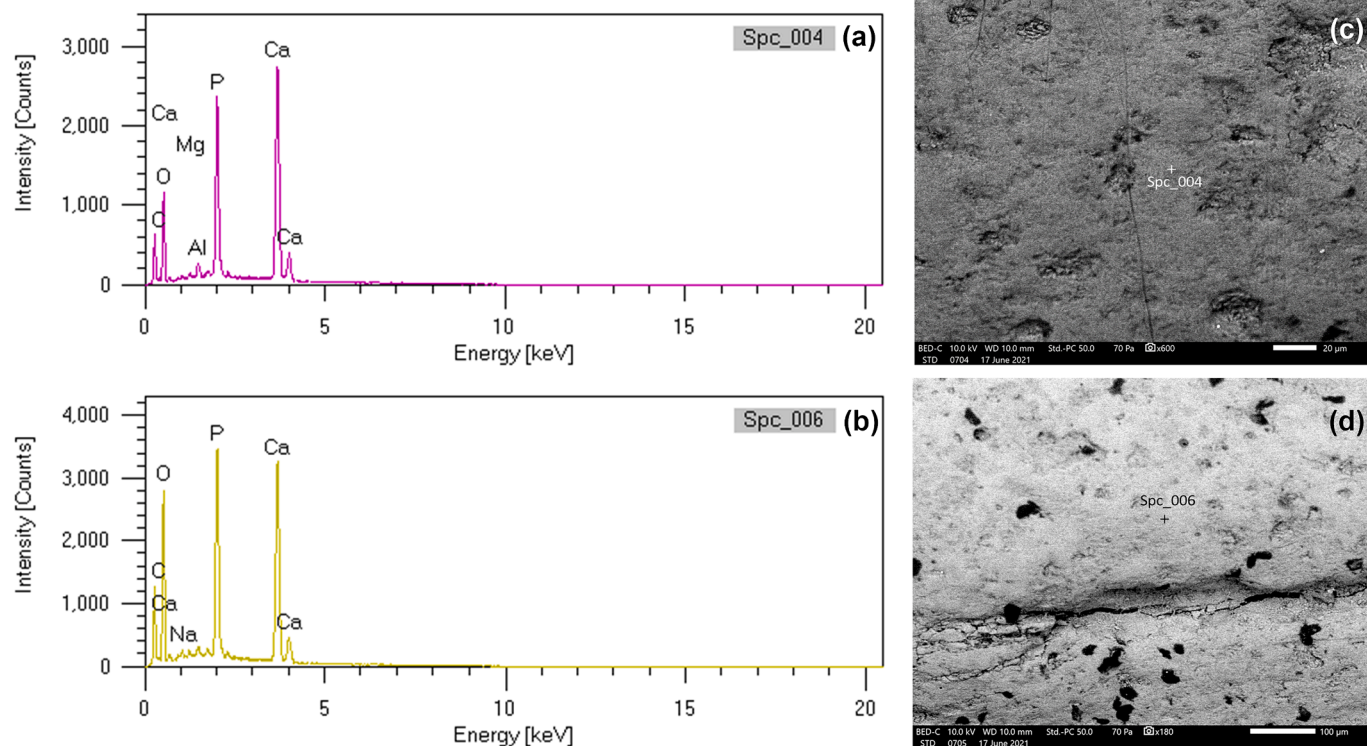 Spc_004 (a)
Intensity [Counts]
3,000
2,000
1,000
0
Ca
P
Ca
Mg
O
C
Al
Ca
0 5 10 15 20
Energy [keV]
(c)
Spc_004
BED-C 10.0 kV WD 10.0 mm Std.-PC 50.0 70 Pa x600 20 µm
STD 0704 17 June 2021
Spc_006 (b)
Intensity [Counts]
4,000
3,000
2,000
1,000
0
P
Ca
O
C
Ca
Na
Ca
0 5 10 15 20
Energy [keV]
(d)
Spc_006
BED-C 10.0 kV WD 10.0 mm Std.-PC 50.0 70 Pa x180 100 µm
STD 0705 17 June 2021